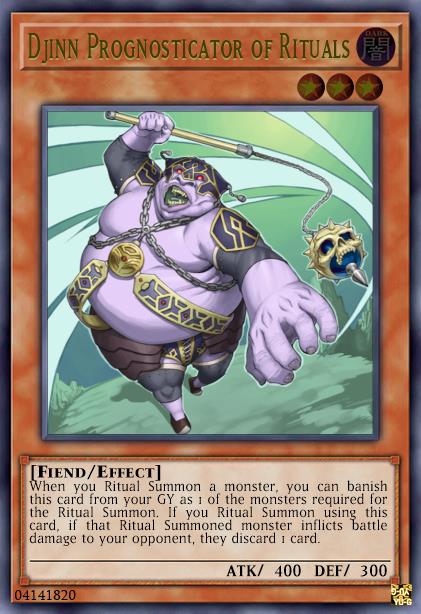 Djinn Prognosticator of Rituals
DARK
闇
[Fiend/Effect]
When you Ritual Summon a monster, you can banish
this card from your GY as 1 of the monsters required for
the Ritual Summon. If you Ritual Summon using this
card, if that Ritual Summoned monster inflicts battle
damage to your opponent, they discard 1 card.
ATK/ 400 DEF/ 300
04141820